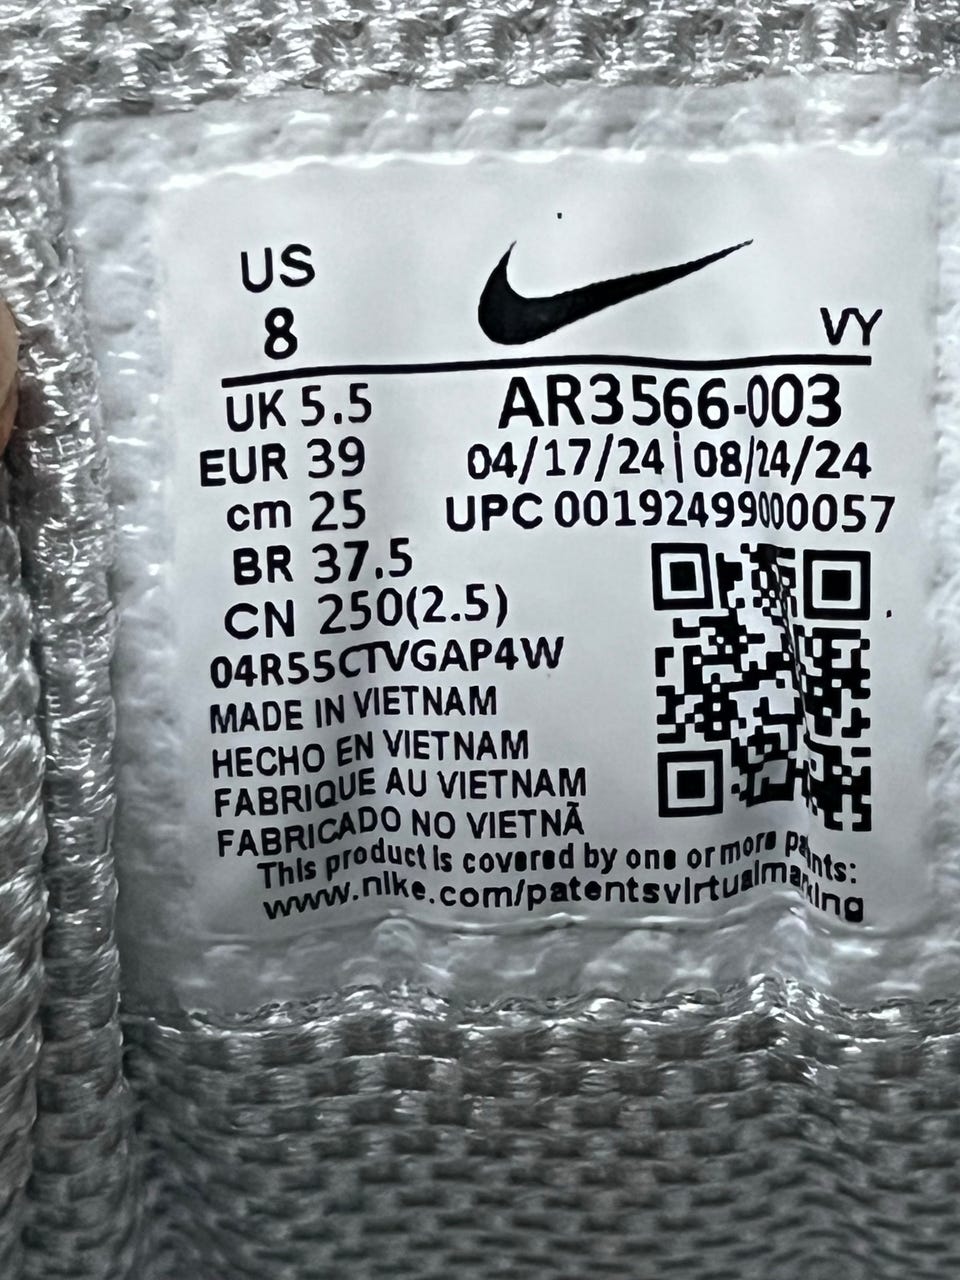 US
8
VY
UK 5.5
AR3566-003
EUR 39
04/17/24 | 08/24/24
cm 25
UPC 00192499000057
BR 37.5
CN 250(2.5)
04R55CTVGAP4W
MADE IN VIETNAM
HECHO EN VIETNAM
FABRIQUE AU VIETNAM
FABRICADO NO VIETNÃ
This product is covered by one or more patents:
www.nike.com/patentsvirtualmarking